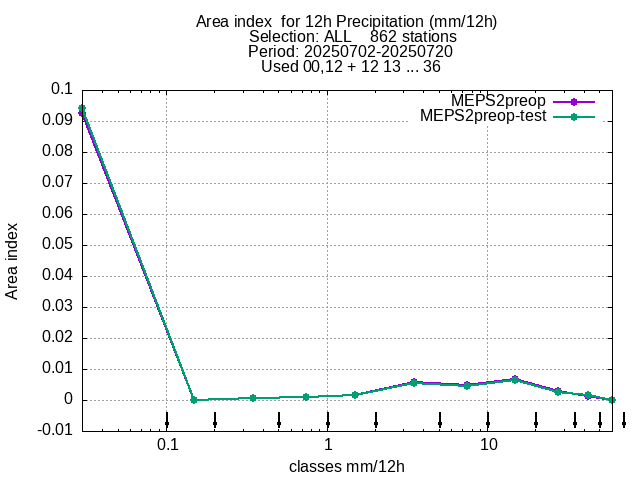 Area index  for 12h Precipitation (mm/12h)
Selection: ALL    862 stations
Period: 20250702-20250720
Used 00,12 + 12 13 ... 36
MEPS2preop
MEPS2preop-test
0.1
0.09
0.08
0.07
0.06
0.05
0.04
0.03
0.02
0.01
0
-0.01
Area index
0.1 1 10
classes mm/12h